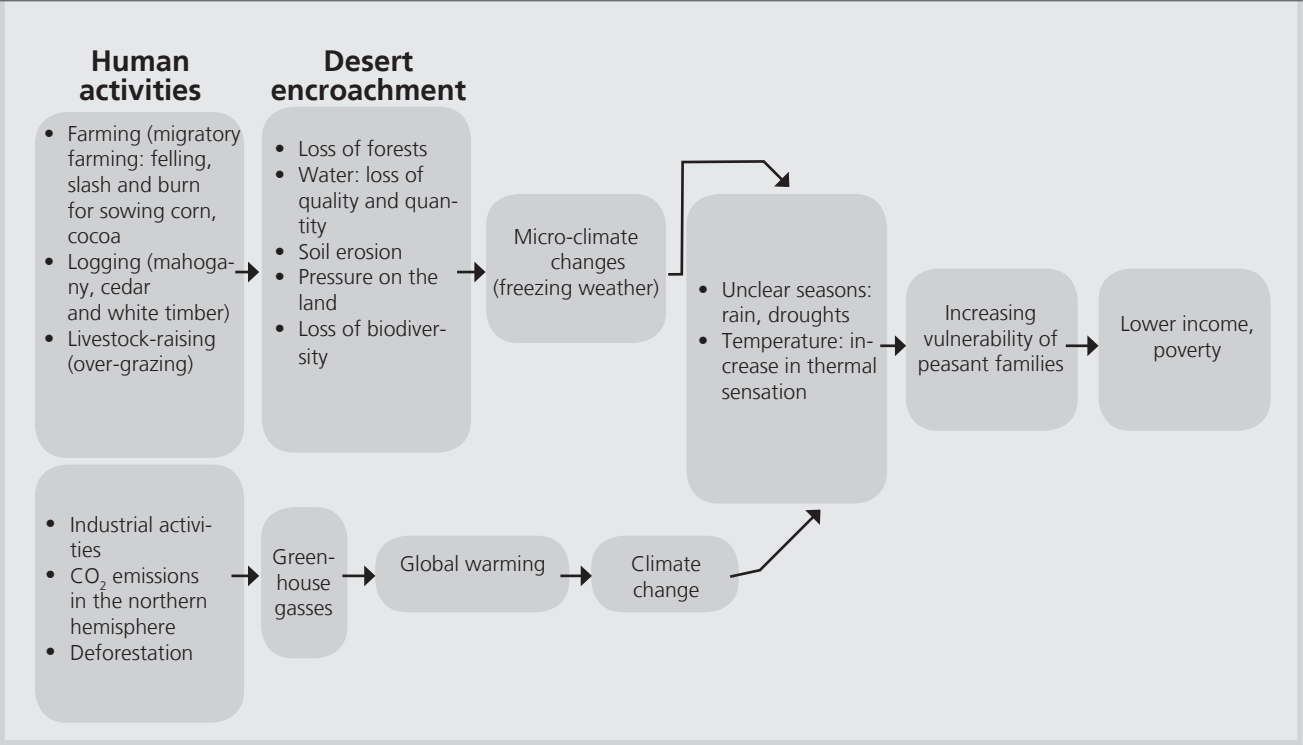 Human
activities
• Farming (migratory
farming: felling,
slash and burn
for sowing corn,
cocoa
• Logging (mahoga-
ny, cedar
and white timber)
• Livestock-raising
(over-grazing)
Desert
encroachment
• Loss of forests
• Water: loss of
quality and quan-
tity
• Soil erosion
• Pressure on the
land
• Loss of biodiver-
sity
Micro-climate
changes
(freezing weather)
• Unclear seasons:
rain, droughts
• Temperature: in-
crease in thermal
sensation
Increasing
vulnerability of
peasant families
Lower income,
poverty
• Industrial activi-
ties
• CO₂ emissions
in the northern
hemisphere
• Deforestation
Green-
house
gasses
Global warming
Climate
change